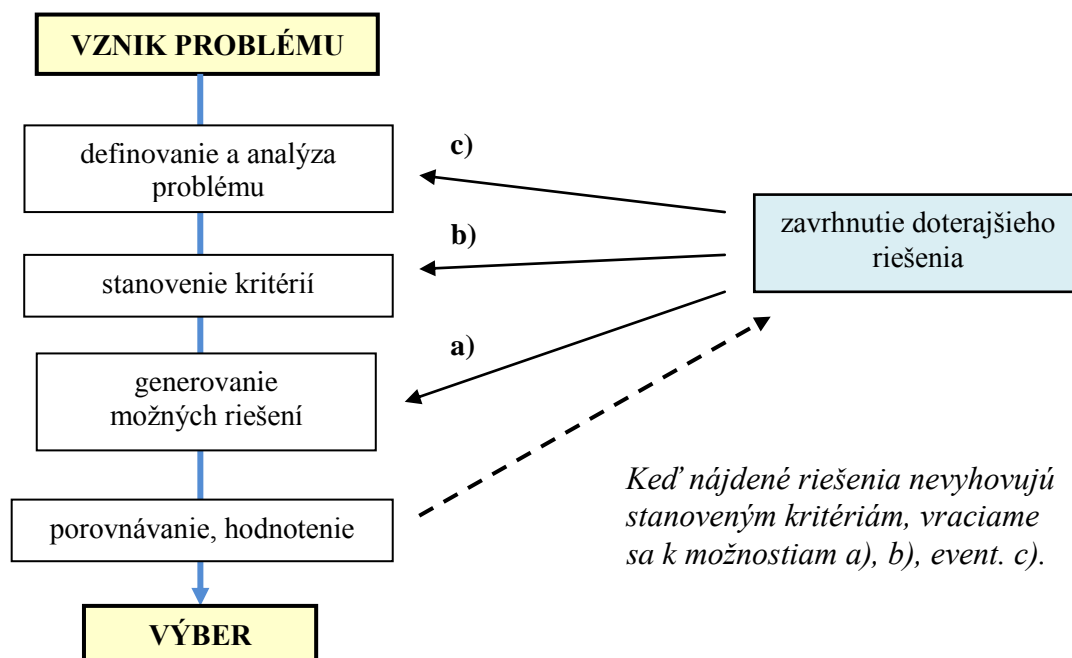 VZNIK PROBLÉMU
definovanie a analýza
problému
stanovenie kritérií
generovanie
možných riešení
porovnávanie, hodnotenie
VÝBER
c)
b)
a)
zavrhnutie doterajšieho
riešenia
Keď nájdené riešenia nevyhovujú
stanoveným kritériám, vraciame
sa k možnostiam a), b), event. c).